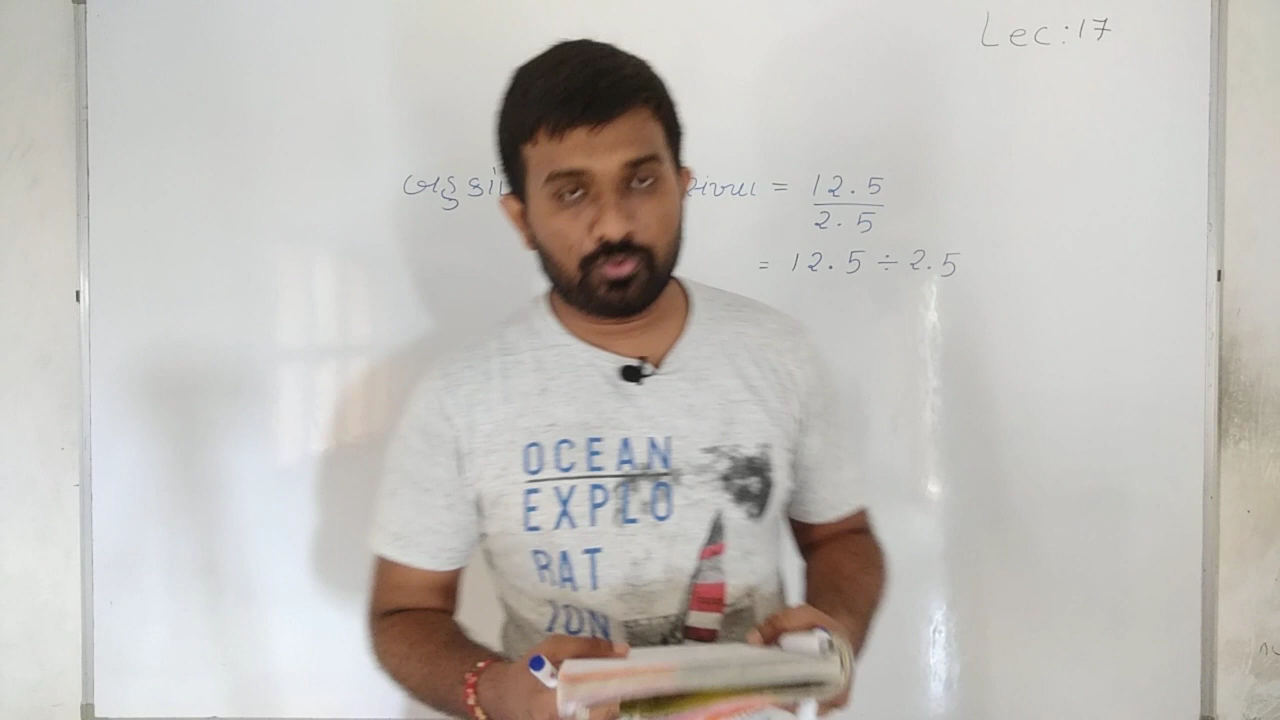 Lec:17
= 12.5
2.5
= 12.5 ÷ 2.5
OCEAN
EXPLO
RAT
ION